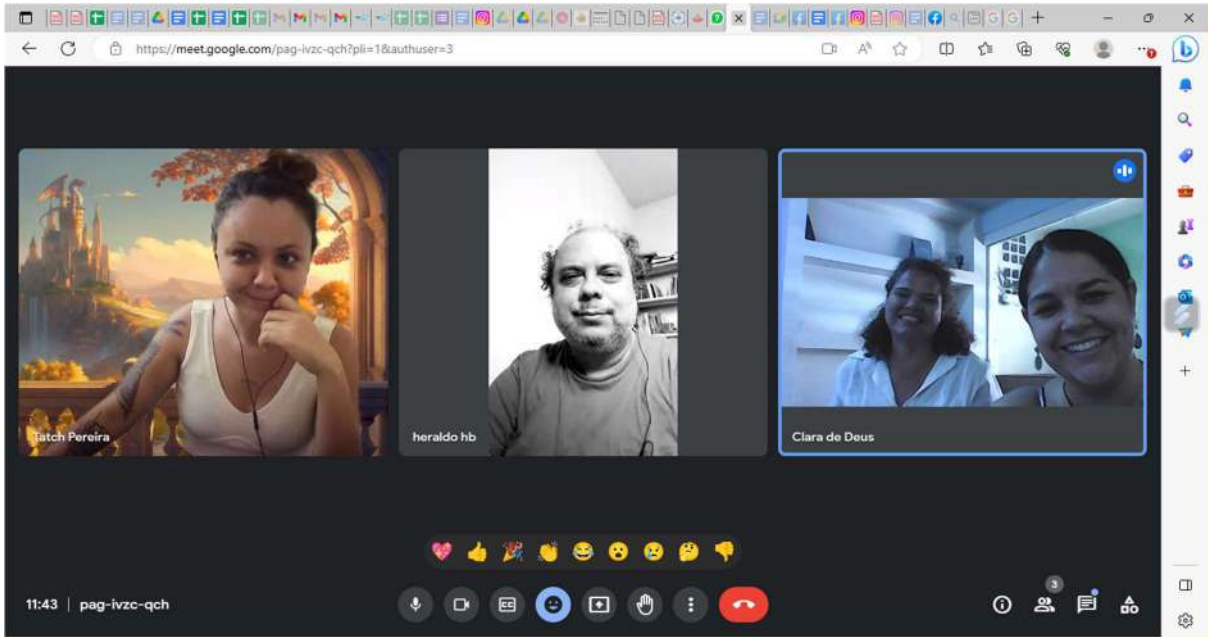 https://meet.google.com/pag-ivzc-qch?pli=1&authuser=3
Tatch Pereira
heraldo hb
Clara de Deus
CC
11:43 | pag-ivzc-qch
3